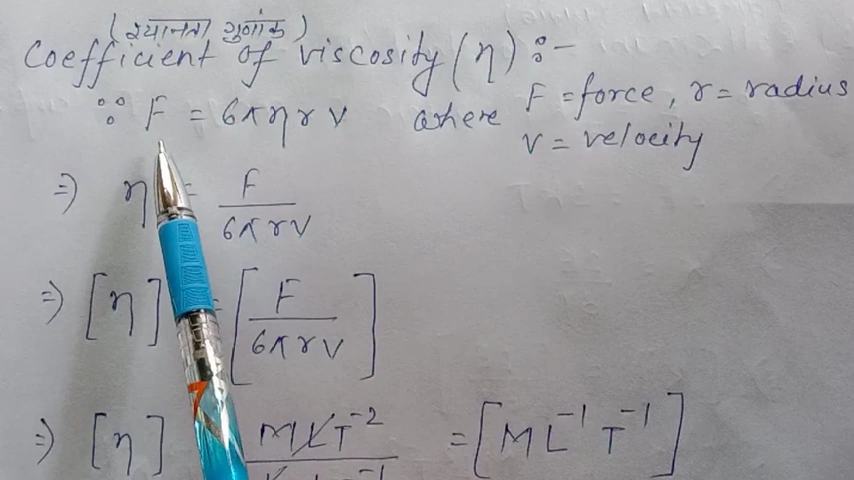 (श्यानता गुणांक)
Coefficient of viscosity (η) :-
∵ F = 6πηrv where F = force, r = radius
v = velocity
⇒ η = F / 6πrv
⇒ [η] = [F / 6πrv]
⇒ [η] MLT⁻² = [ML⁻¹T⁻¹]